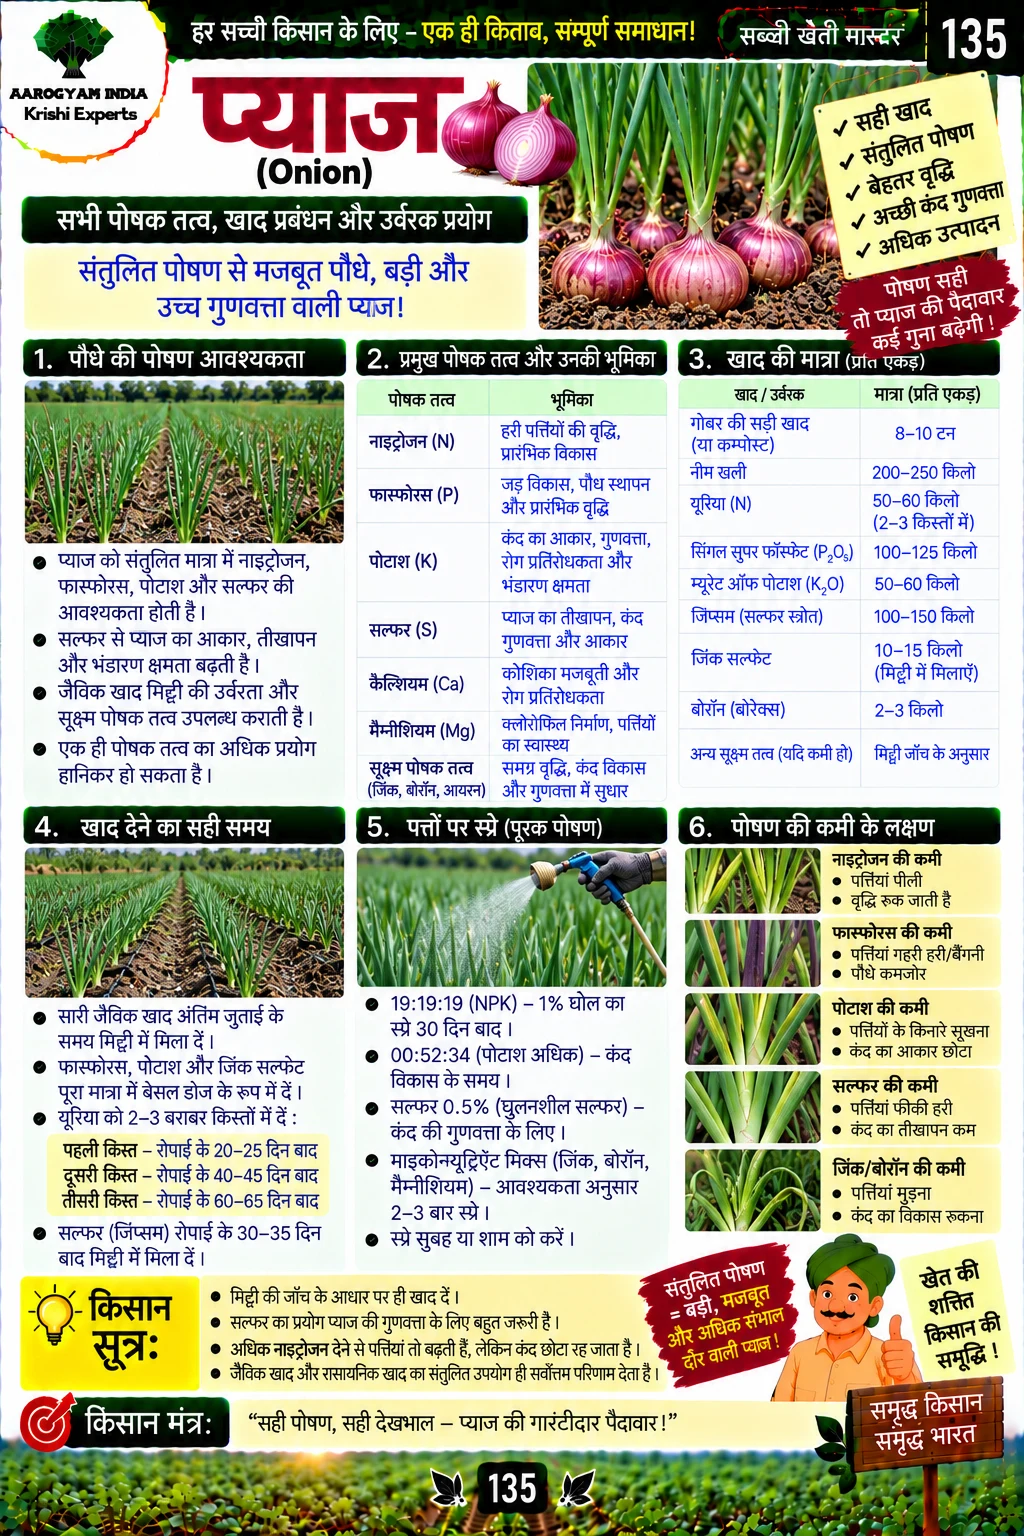 AAROGYAM INDIA
Krishi Experts
हर सच्ची किसान के लिए – एक ही किताब, सम्पूर्ण समाधान!
सब्ज़ी खेती मास्टर
135
प्याज
(Onion)
सभी पोषक तत्व, खाद प्रबंधन और उर्वरक प्रयोग
संतुलित पोषण से मजबूत पौधे, बड़ी और
उच्च गुणवत्ता वाली प्याज!
✓ सही खाद
✓ संतुलित पोषण
✓ बेहतर वृद्धि
✓ अच्छी कंद गुणवत्ता
✓ अधिक उत्पादन
पोषण सही
तो प्याज की पैदावार
कई गुना बढ़ेगी !
1. पौधे की पोषण आवश्यकता
प्याज को संतुलित मात्रा में नाइट्रोजन,
फास्फोरस, पोटाश और सल्फर की
आवश्यकता होती है।
सल्फर से प्याज का आकार, तीखापन
और भंडारण क्षमता बढ़ती है।
जैविक खाद मिट्टी की उर्वरता और
सूक्ष्म पोषक तत्व उपलब्ध कराती है।
एक ही पोषक तत्व का अधिक प्रयोग
हानिकर हो सकता है।
2. प्रमुख पोषक तत्व और उनकी भूमिका
पोषक तत्व भूमिका
नाइट्रोजन (N) हरी पत्तियों की वृद्धि,
प्रारंभिक विकास
फास्फोरस (P) जड़ विकास, पौध स्थापन
और प्रारंभिक वृद्धि
पोटाश (K) कंद का आकार, गुणवत्ता,
रोग प्रतिरोधकता और
भंडारण क्षमता
सल्फर (S) प्याज का तीखापन, कंद
गुणवत्ता और आकार
कैल्शियम (Ca) कोशिका मजबूती और
रोग प्रतिरोधकता
मैग्नीशियम (Mg) क्लोरोफिल निर्माण, पत्तियों
का स्वास्थ्य
सूक्ष्म पोषक तत्व समग्र वृद्धि, कंद विकास
(जिंक, बोरॉन, आयरन) और गुणवत्ता में सुधार
3. खाद की मात्रा (प्रति एकड़)
खाद / उर्वरक मात्रा (प्रति एकड़)
गोबर की सड़ी खाद
(या कम्पोस्ट) 8–10 टन
नीम खली 200–250 किलो
यूरिया (N) 50–60 किलो
(2–3 किस्तों में)
सिंगल सुपर फॉस्फेट (P₂O₅) 100–125 किलो
म्यूरेट ऑफ पोटाश (K₂O) 50–60 किलो
जिप्सम (सल्फर स्त्रोत) 100–150 किलो
जिंक सल्फेट 10–15 किलो
(मिट्टी में मिलाएँ)
बोरॉन (बोरेक्स) 2–3 किलो
अन्य सूक्ष्म तत्व (यदि कमी हो) मिट्टी जाँच के अनुसार
4. खाद देने का सही समय
सारी जैविक खाद अंतिम जुताई के
समय मिट्टी में मिला दें।
फास्फोरस, पोटाश और जिंक सल्फेट
पूरा मात्रा में बेसल डोज के रूप में दें।
यूरिया को 2–3 बराबर किस्तों में दें :
पहली किस्त – रोपाई के 20–25 दिन बाद
दूसरी किस्त – रोपाई के 40–45 दिन बाद
तीसरी किस्त – रोपाई के 60–65 दिन बाद
सल्फर (जिप्सम) रोपाई के 30–35 दिन
बाद मिट्टी में मिला दें।
5. पत्तों पर स्प्रे (पूरक पोषण)
19:19:19 (NPK) – 1% घोल का
स्प्रे 30 दिन बाद।
00:52:34 (पोटाश अधिक) – कंद
विकास के समय।
सल्फर 0.5% (घुलनशील सल्फर) –
कंद की गुणवत्ता के लिए।
माइकोनयूट्रिएंट मिक्स (जिंक, बोरॉन,
मैग्नीशियम) – आवश्यकता अनुसार
2–3 बार स्प्रे।
स्प्रे सुबह या शाम को करें।
6. पोषण की कमी के लक्षण
नाइट्रोजन की कमी
पत्तियां पीली
वृद्धि रूक जाती है
फास्फोरस की कमी
पत्तियां गहरी हरी/बैंगनी
पौधे कमजोर
पोटाश की कमी
पत्तियों के किनारे सूखना
कंद का आकार छोटा
सल्फर की कमी
पत्तियां फीकी हरी
कंद का तीखापन कम
जिंक/बोरॉन की कमी
पत्तियां मुड़ना
कंद का विकास रूकना
किसान
सूत्र:
मिट्टी की जाँच के आधार पर ही खाद दें।
सल्फर का प्रयोग प्याज की गुणवत्ता के लिए बहुत जरूरी है।
अधिक नाइट्रोजन देने से पत्तियां तो बढ़ती हैं, लेकिन कंद छोटा रह जाता है।
जैविक खाद और रासायनिक खाद का संतुलित उपयोग ही सर्वोत्तम परिणाम देता है।
संतुलित पोषण
= बड़ी, मजबूत
और अधिक संभाल
दोर वाली प्याज!
खेत की
शत्तित
किसान की
समृद्धि !
किसान मंत्र:
“सही पोषण, सही देखभाल – प्याज की गारंटीदार पैदावार!”
समृद्ध किसान
समृद्ध भारत
135